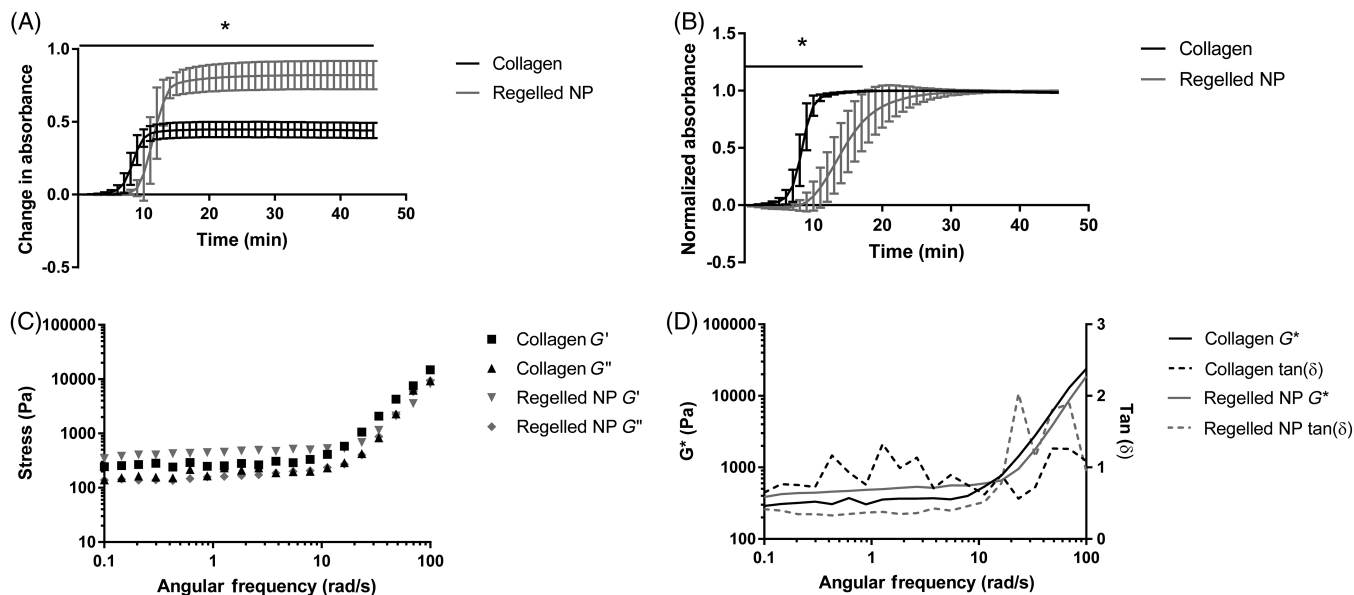 (A)
*
1.0
0.5
0.0
-0.5
10
20
30
40
50
Change in absorbance
Time (min)
Collagen
Regelled NP
(B)
*
1.5
1.0
0.5
0.0
-0.5
10
20
30
40
50
Normalized absorbance
Time (min)
Collagen
Regelled NP
(C)
100000
10000
1000
100
10
0.1
1
10
100
Stress (Pa)
Angular frequency (rad/s)
Collagen G'
Collagen G"
Regelled NP G'
Regelled NP G"
(D)
100000
10000
1000
100
0.1
1
10
100
3
2
1
0
G* (Pa)
Tan (δ)
Angular frequency (rad/s)
Collagen G*
Collagen tan(δ)
Regelled NP G*
Regelled NP tan(δ)